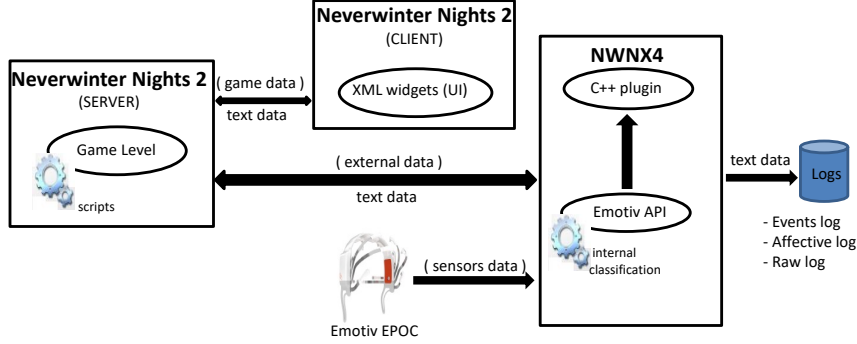 Neverwinter Nights 2
(CLIENT)
XML widgets (UI)
Neverwinter Nights 2
(SERVER)
Game Level
scripts
( game data )
text data
( external data )
text data
NWNX4
C++ plugin
Emotiv API
internal
classification
( sensors data )
Emotiv EPOC
text data
Logs
- Events log
- Affective log
- Raw log